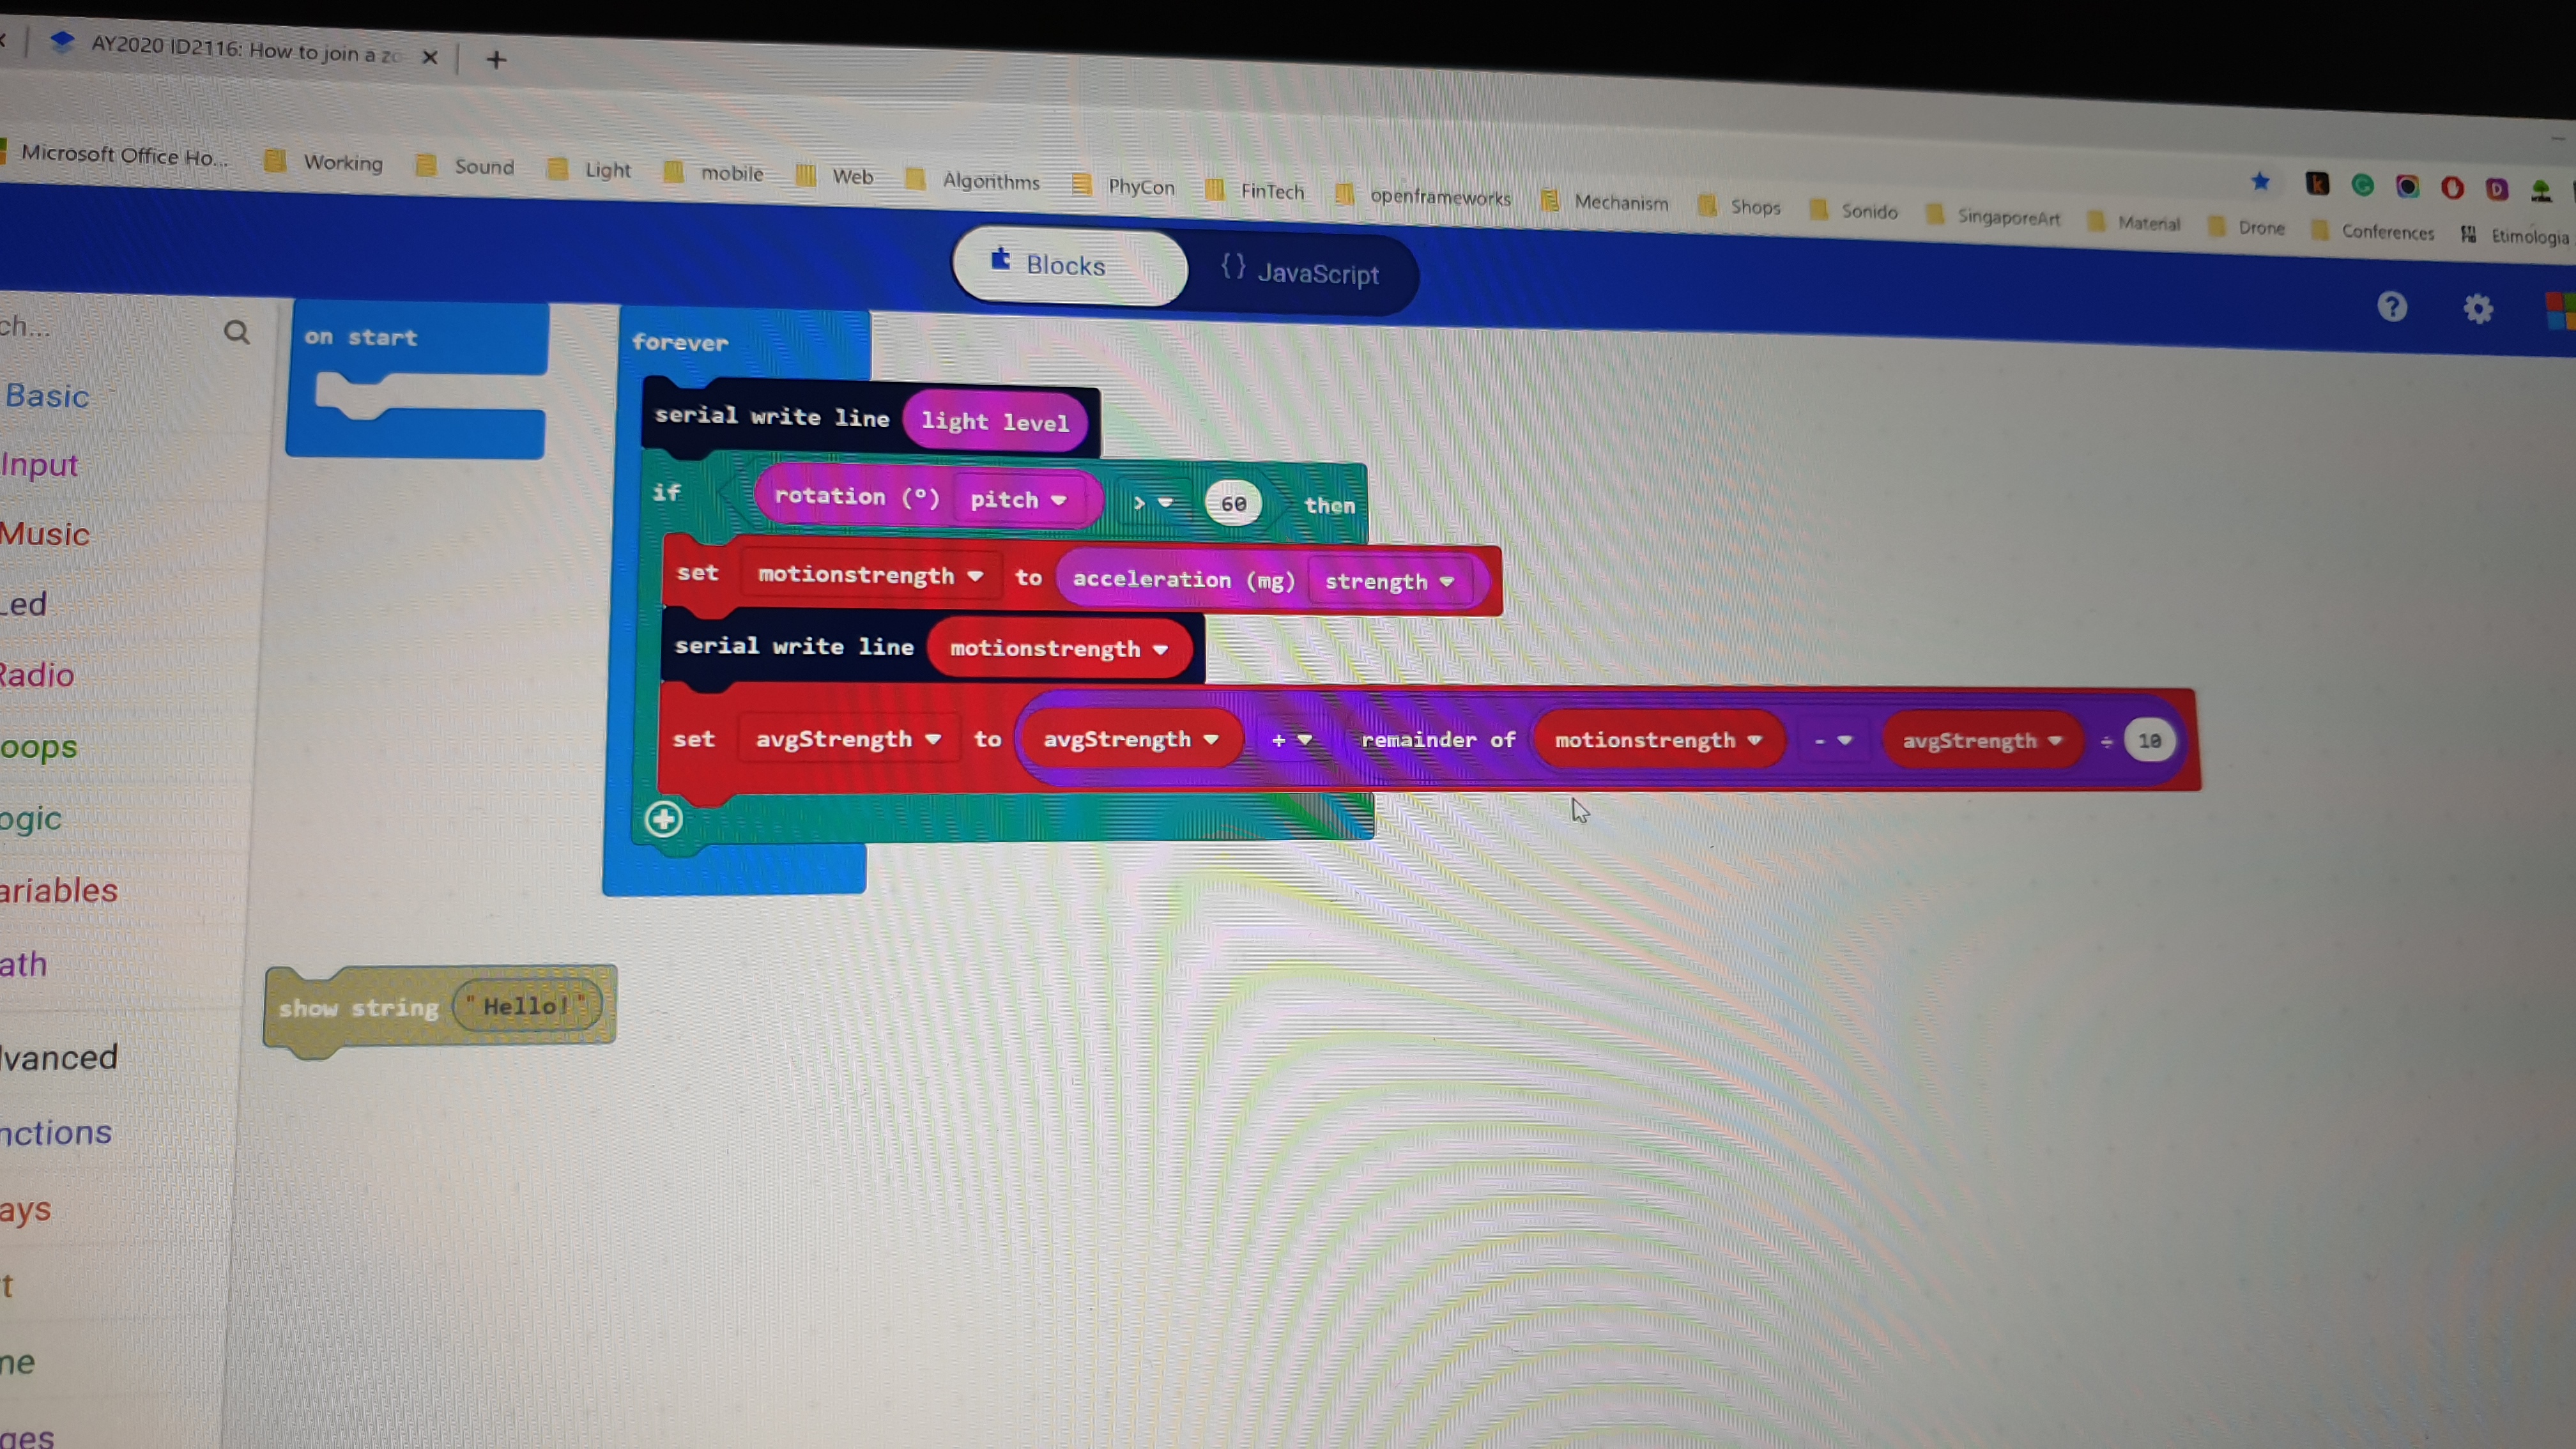 AY2020 ID2116: How to join a zo
Microsoft Office Ho... Working Sound Light mobile Web Algorithms PhyCon FinTech openframeworks Mechanism Shops Sonido SingaporeArt Material Drone Conferences Etimologia
Blocks {} JavaScript
ch...
Basic
Input
Music
Led
Radio
oops
ogic
ariables
ath
dvanced
nctions
ays
t
me
ges
on start
forever
serial write line light level
if rotation (°) pitch > 60 then
set motionstrength to acceleration (mg) strength
serial write line motionstrength
set avgStrength to avgStrength + remainder of motionstrength - avgStrength ÷ 10
show string "Hello!"